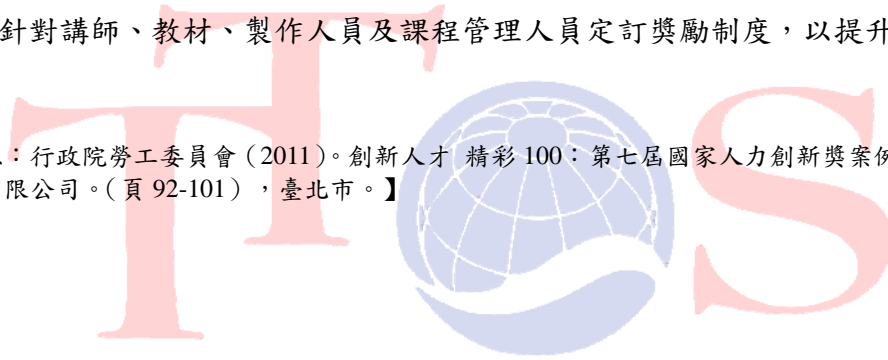 針對講師、教材、製作人員及課程管理人員定訂獎勵制度，以提升
：行政院勞工委員會（2011）。創新人才 精彩 100：第七屆國家人力創新獎案例
限公司。（頁 92-101），臺北市。】
TTQS